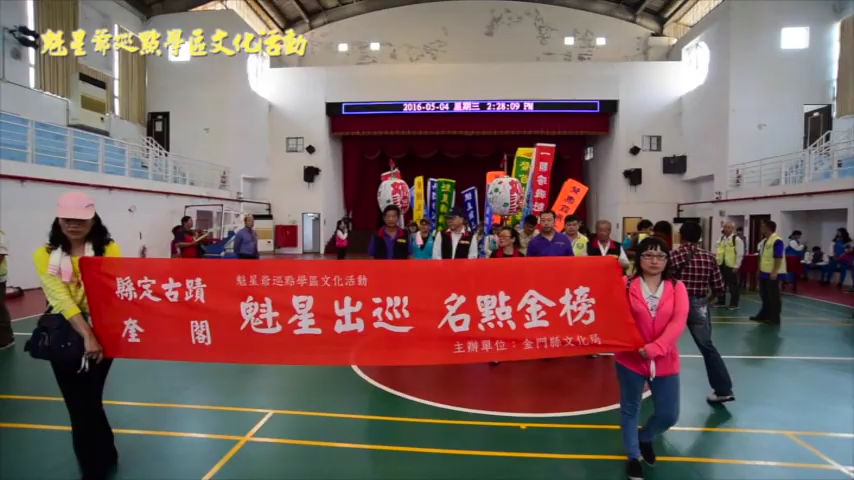 魁星爺巡點學區文化活動
2016-05-04 星期三 2:28:09 PM
縣定古蹟
奎閣
魁星爺巡點學區文化活動
魁星出巡 名點金榜
主辦單位：金門縣文化局